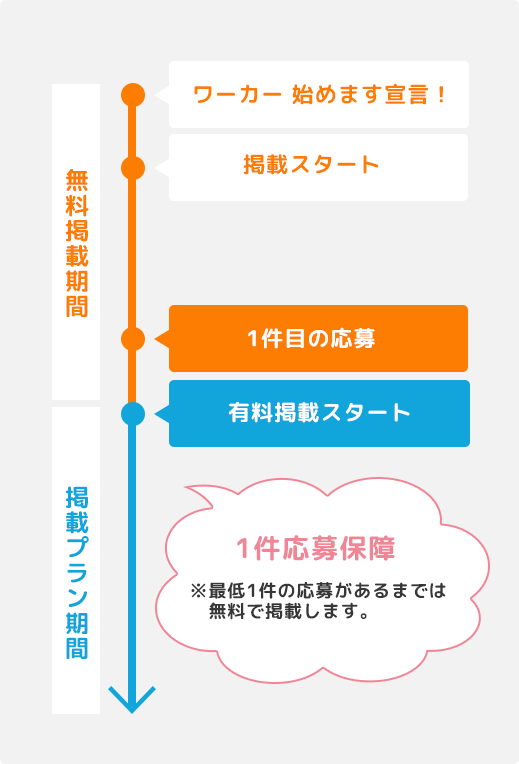 ワーカー 始めます宣言！
掲載スタート
無料掲載期間
1件目の応募
有料掲載スタート
掲載プラン期間
1件応募保障
※最低1件の応募があるまでは
無料で掲載します。